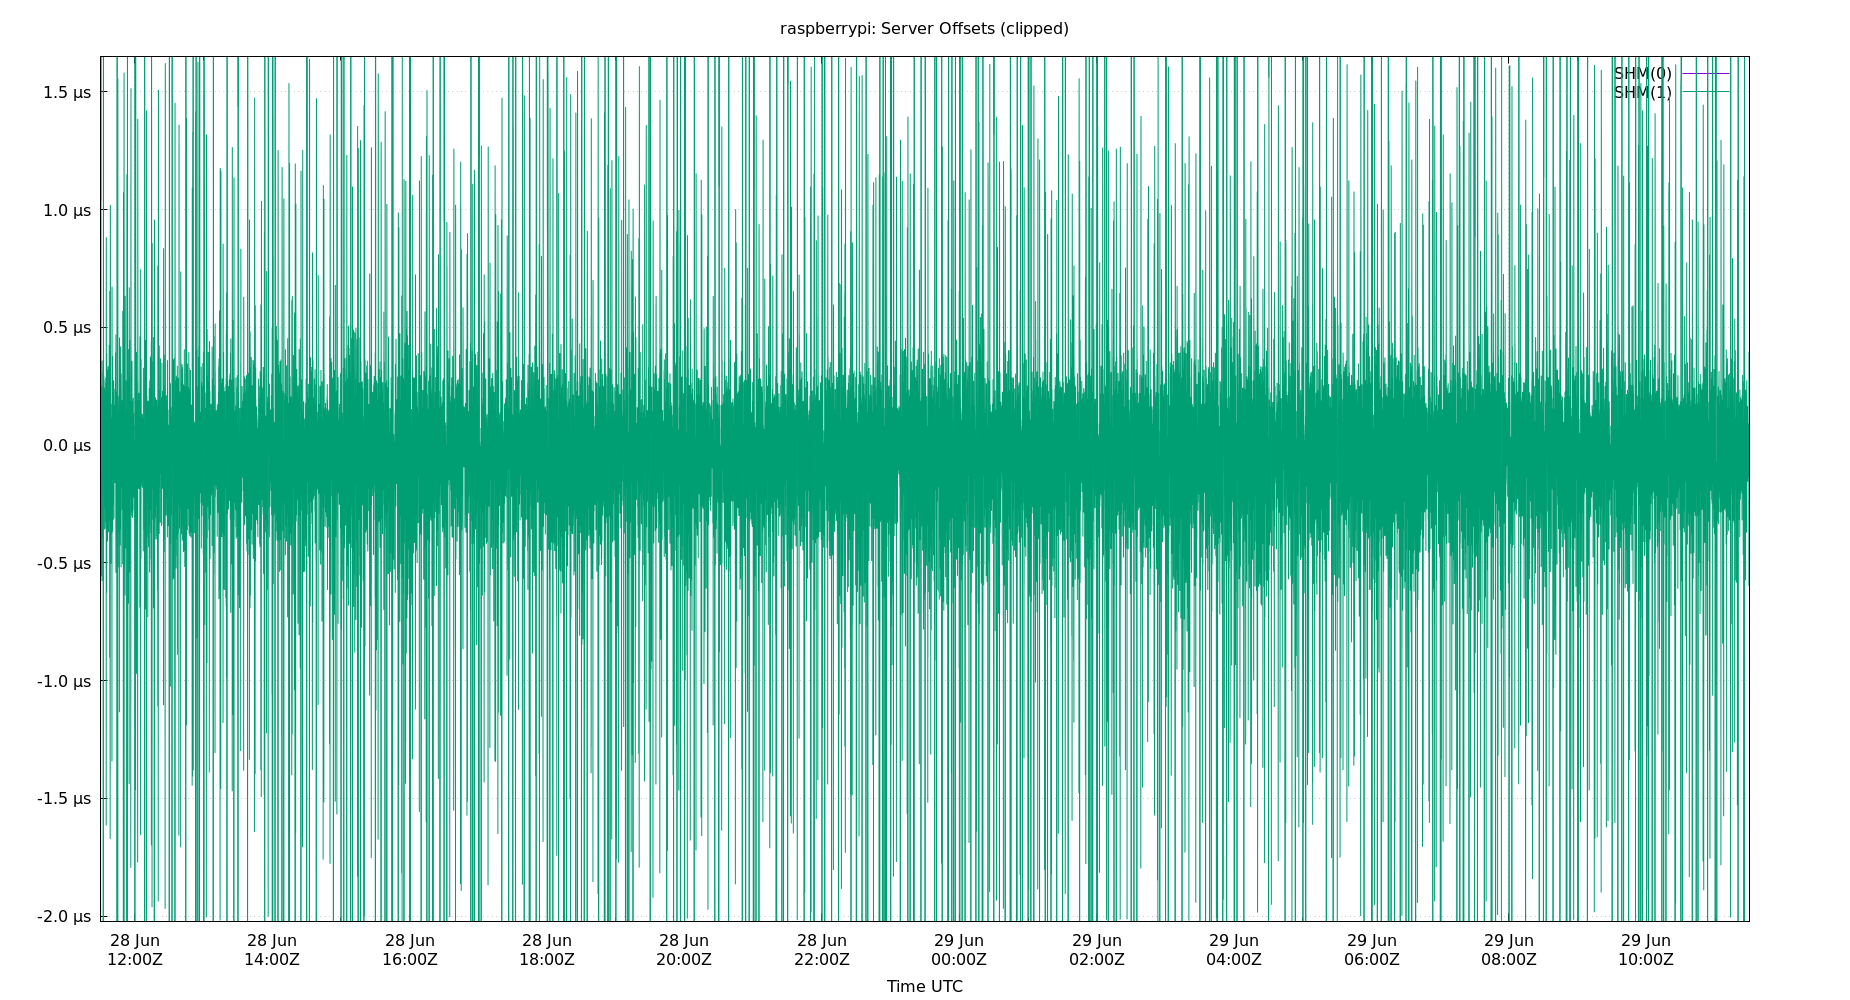 raspberrypi: Server Offsets (clipped)
SHM(0)
SHM(1)
1.5 µs
1.0 µs
0.5 µs
0.0 µs
-0.5 µs
-1.0 µs
-1.5 µs
-2.0 µs
28 Jun 28 Jun 28 Jun 28 Jun 28 Jun 28 Jun 29 Jun 29 Jun 29 Jun 29 Jun 29 Jun 29 Jun
12:00Z 14:00Z 16:00Z 18:00Z 20:00Z 22:00Z 00:00Z 02:00Z 04:00Z 06:00Z 08:00Z 10:00Z
Time UTC